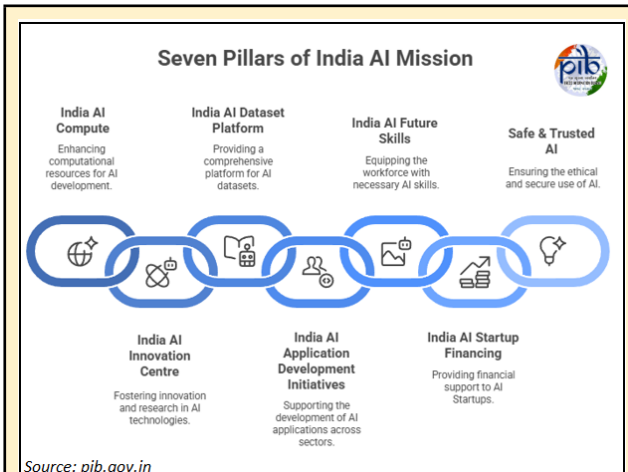 Seven Pillars of India AI Mission
pib
India AI
Compute
Enhancing
computational
resources for AI
development.
India AI Dataset
Platform
Providing a
comprehensive
platform for AI
datasets.
India AI Future
Skills
Equipping the
workforce with
necessary AI skills.
Safe & Trusted
AI
Ensuring the ethical
and secure use of AI.
India AI
Innovation
Centre
Fostering innovation
and research in AI
technologies.
India AI
Application
Development
Initiatives
Supporting the
development of AI
applications across
sectors.
India AI Startup
Financing
Providing financial
support to AI
Startups.
Source: pib.gov.in